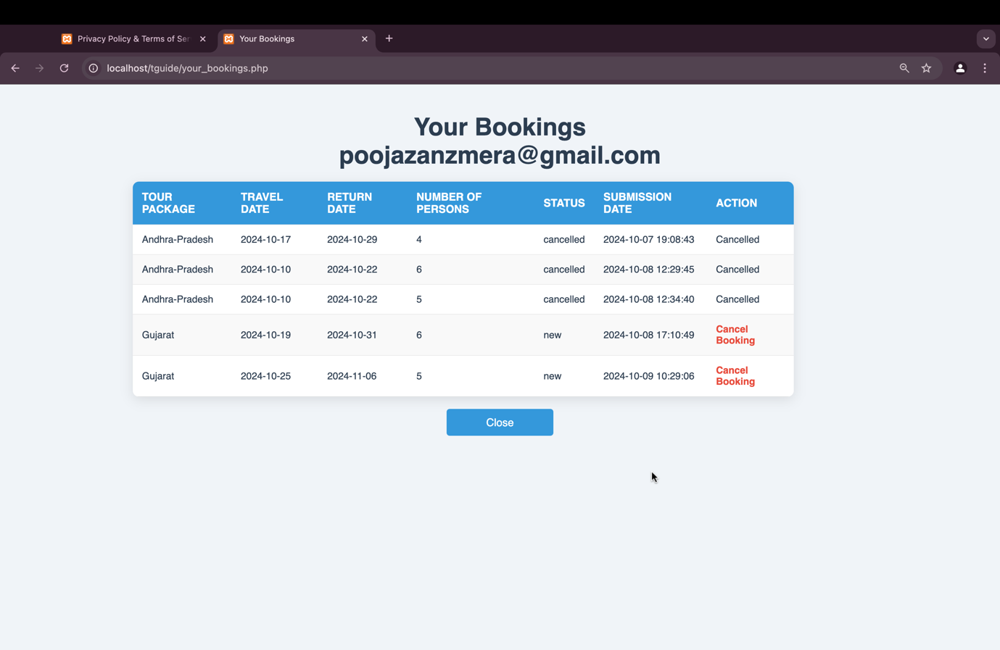 Privacy Policy & Terms of Ser
Your Bookings
localhost/tguide/your_bookings.php
Your Bookings
poojazanzmera@gmail.com
TOUR PACKAGE TRAVEL DATE RETURN DATE NUMBER OF PERSONS STATUS SUBMISSION DATE ACTION
Andhra-Pradesh 2024-10-17 2024-10-29 4 cancelled 2024-10-07 19:08:43 Cancelled
Andhra-Pradesh 2024-10-10 2024-10-22 6 cancelled 2024-10-08 12:29:45 Cancelled
Andhra-Pradesh 2024-10-10 2024-10-22 5 cancelled 2024-10-08 12:34:40 Cancelled
Gujarat 2024-10-19 2024-10-31 6 new 2024-10-08 17:10:49 Cancel Booking
Gujarat 2024-10-25 2024-11-06 5 new 2024-10-09 10:29:06 Cancel Booking
Close